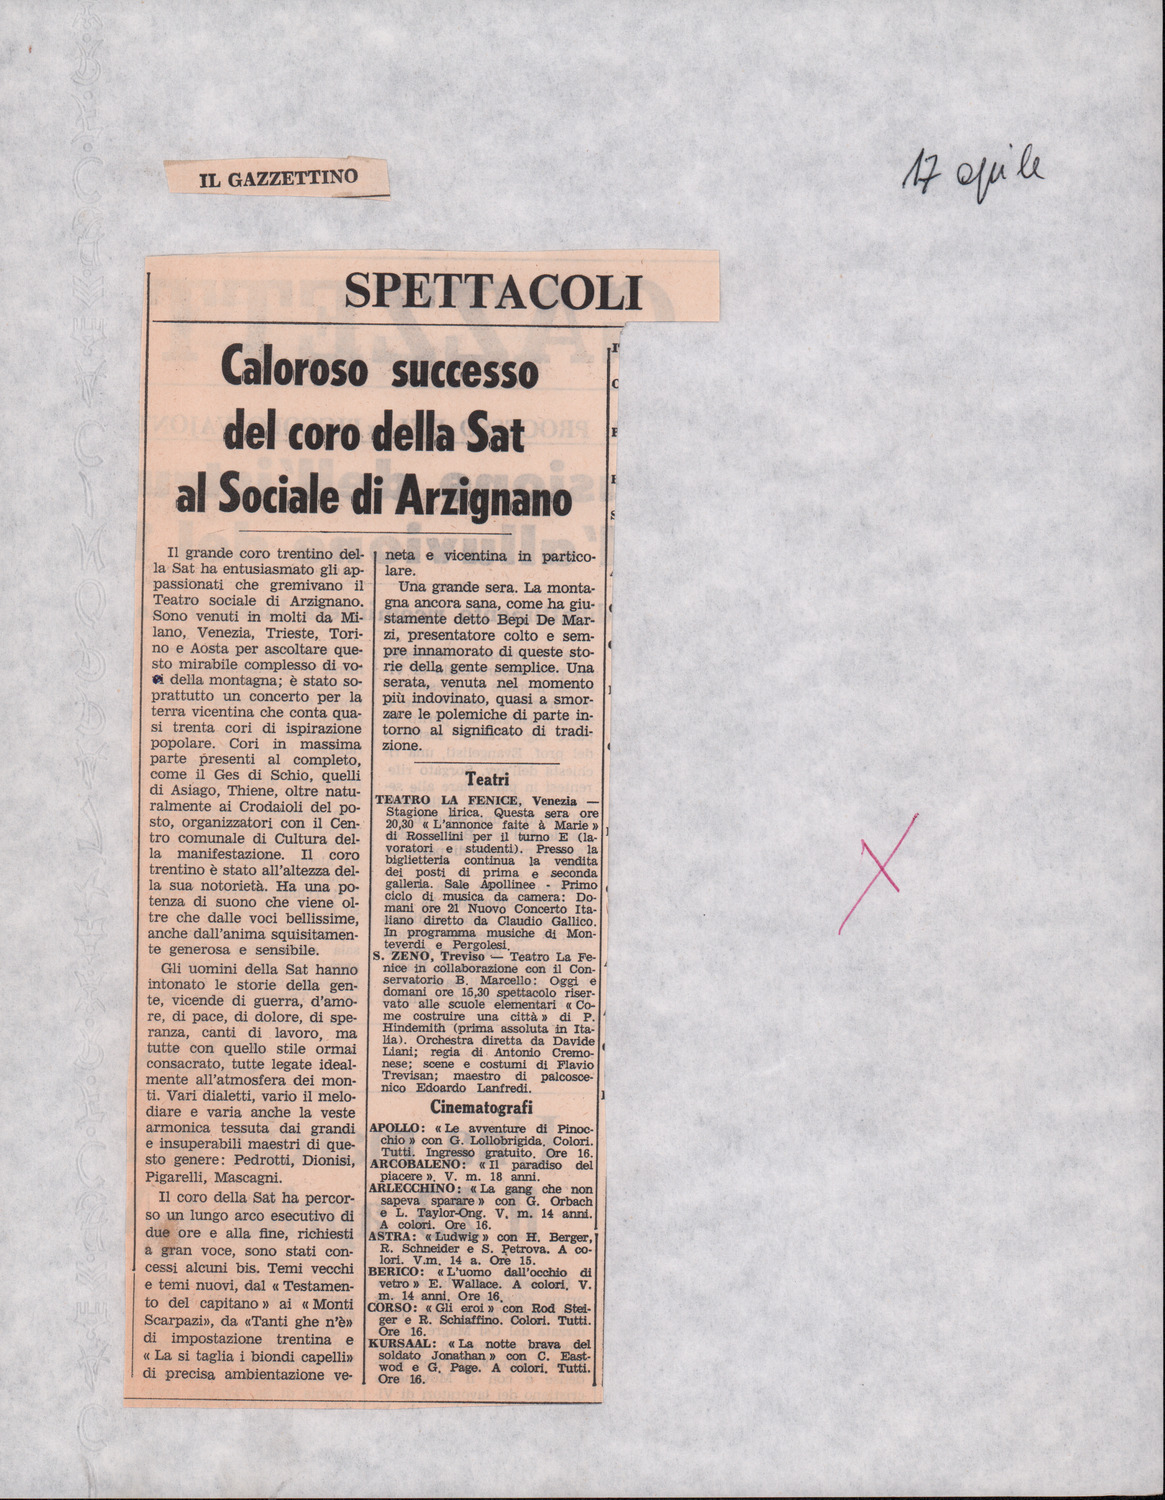 IL GAZZETTINO
17 aprile
SPETTACOLI
Caloroso successo
del coro della Sat
al Sociale di Arzignano
Il grande coro trentino del-
la Sat ha entusiasmato gli ap-
passionati che gremivano il
Teatro sociale di Arzignano.
Sono venuti in molti da Mi-
lano, Venezia, Trieste, Tori-
no e Aosta per ascoltare que-
sto mirabile complesso di vo-
ci della montagna; è stato so-
prattutto un concerto per la
terra vicentina che conta qua-
si trenta cori di ispirazione
popolare. Cori in massima
parte presenti al completo,
come il Ges di Schio, quelli
di Asiago, Thiene, oltre natu-
ralmente ai Crodaioli del po-
sto, organizzatori con il Cen-
tro comunale di Cultura del-
la manifestazione. Il coro
trentino è stato all'altezza del-
la sua notorietà. Ha una po-
tenza di suono che viene ol-
tre che dalle voci bellissime,
anche dall'anima squisitamen-
te generosa e sensibile.
Gli uomini della Sat hanno
intonato le storie della gen-
te, vicende di guerra, d'amo-
re, di pace, di dolore, di spe-
ranza, canti di lavoro, ma
tutte con quello stile ormai
consacrato, tutte legate ideal-
mente all'atmosfera dei mon-
ti. Vari dialetti, vario il melo-
diare e varia anche la veste
armonica tessuta dai grandi
e insuperabili maestri di que-
sto genere: Pedrotti, Dionisi,
Pigarelli, Mascagni.
Il coro della Sat ha percor-
so un lungo arco esecutivo di
due ore e alla fine, richiesti
a gran voce, sono stati con-
cessi alcuni bis. Temi vecchi
e temi nuovi, dal «Testamen-
to del capitano» ai «Monti
Scarpazi», da «Tanti ghe n'è»
di impostazione trentina e
«La si taglia i biondi capelli»
di precisa ambientazione ve-
neta e vicentina in partico-
lare.
Una grande sera. La monta-
gna ancora sana, come ha giu-
stamente detto Bepi De Mar-
zi, presentatore colto e sem-
pre innamorato di queste sto-
rie della gente semplice. Una
serata, venuta nel momento
più indovinato, quasi a smor-
zare le polemiche di parte in-
torno al significato di tradi-
zione.
Teatri
TEATRO LA FENICE, Venezia —
Stagione lirica. Questa sera ore
20,30 «L'annonce faite à Marie»
di Rossellini per il turno E (la-
voratori e studenti). Presso la
biglietteria continua la vendita
dei posti di prima e seconda
galleria. Sale Apollinee - Primo
ciclo di musica da camera: Do-
mani ore 21 Nuovo Concerto Ita-
liano diretto da Claudio Gallico.
In programma musiche di Mon-
teverdi e Pergolesi.
S. ZENO, Treviso — Teatro La Fe-
nice in collaborazione con il Con-
servatorio B. Marcello: Oggi e
domani ore 15,30 spettacolo riser-
vato alle scuole elementari «Co-
me costruire una città» di P.
Hindemith (prima assoluta in Ita-
lia). Orchestra diretta da Davide
Liani; regia di Antonio Cremo-
nese; scene e costumi di Flavio
Trevisan; maestro di palcosce-
nico Edoardo Lanfredi.
Cinematografi
APOLLO: «Le avventure di Pinoc-
chio» con G. Lollobrigida. Colori.
Tutti. Ingresso gratuito. Ore 16.
ARCOBALENO: «Il paradiso del
piacere». V. m. 18 anni.
ARLECCHINO: «La gang che non
sapeva sparare» con G. Orbach
e L. Taylor-Ong. V. m. 14 anni.
A colori. Ore 16.
ASTRA: «Ludwig» con H. Berger,
R. Schneider e S. Petrova. A co-
lori. V.m. 14 a. Ore 15.
BERICO: «L'uomo dall'occhio di
vetro» E. Wallace. A colori. V.
m. 14 anni. Ore 16.
CORSO: «Gli eroi» con Rod Stei-
ger e R. Schiaffino. Colori. Tutti.
Ore 16.
KURSAAL: «La notte brava del
soldato Jonathan» con C. East-
wod e G. Page. A colori. Tutti.
Ore 16.